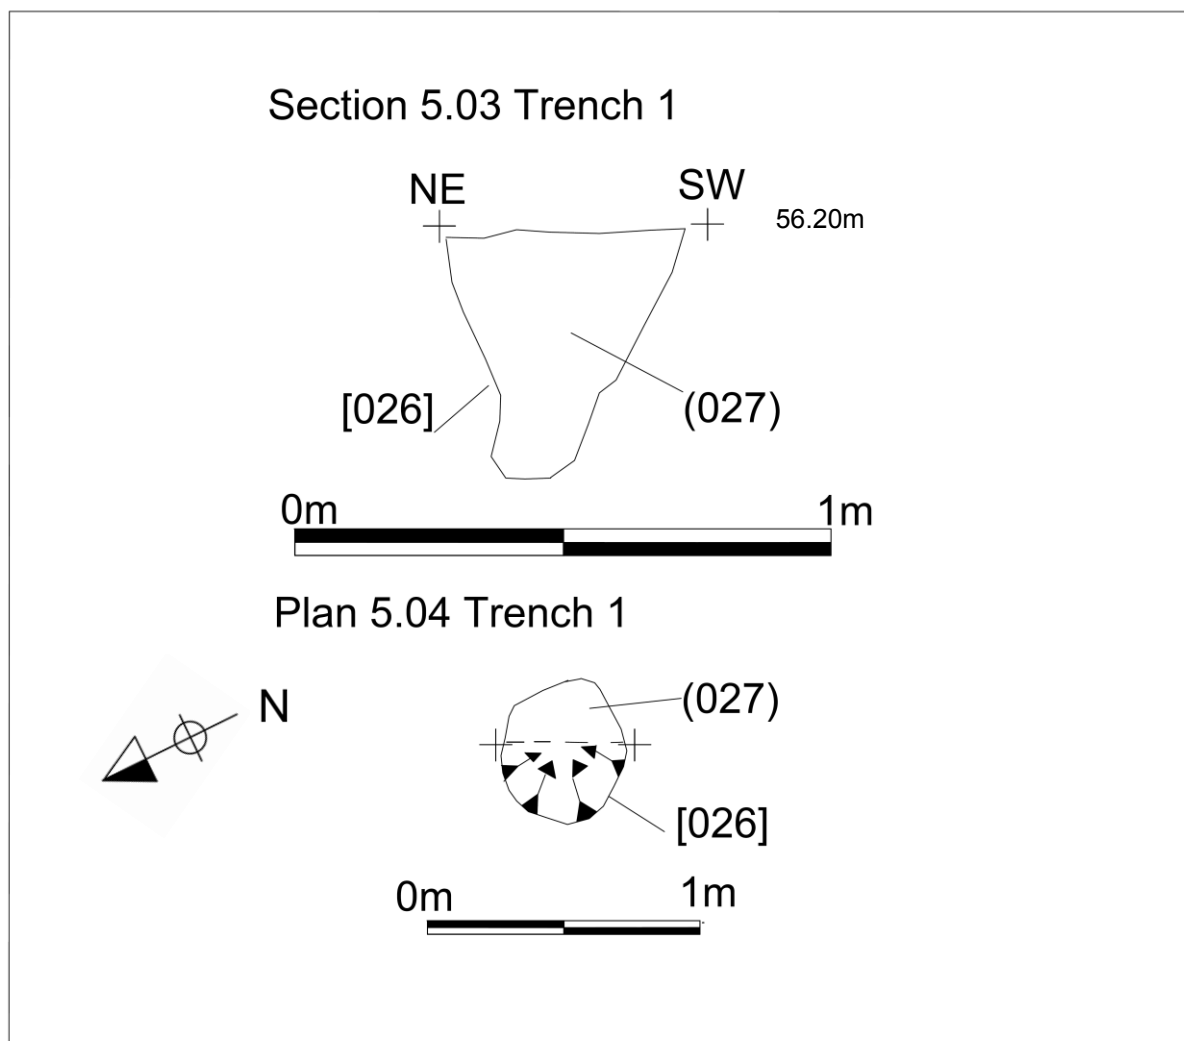 Section 5.03 Trench 1
NE
SW
56.20m
[026]
(027)
0m
1m
Plan 5.04 Trench 1
N
(027)
[026]
0m
1m